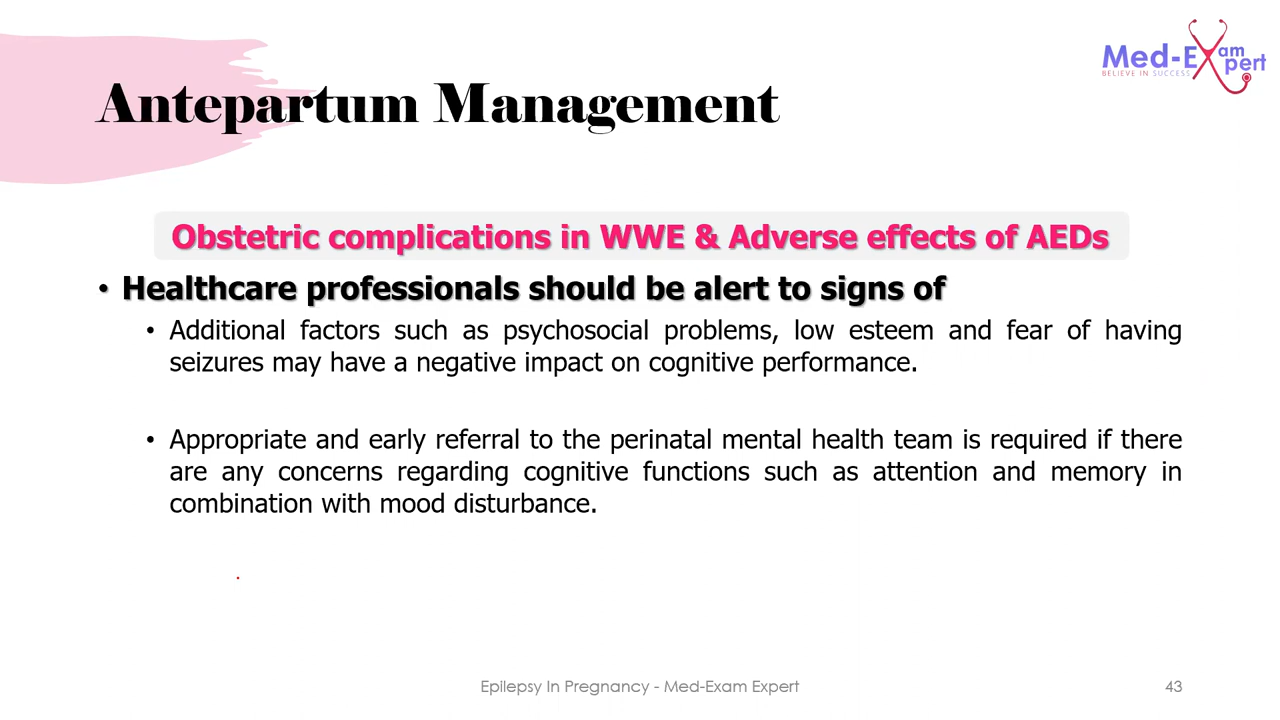 Med-Exam Expert
BELIEVE IN SUCCESS
Antepartum Management
Obstetric complications in WWE & Adverse effects of AEDs
• Healthcare professionals should be alert to signs of
• Additional factors such as psychosocial problems, low esteem and fear of having
seizures may have a negative impact on cognitive performance.
• Appropriate and early referral to the perinatal mental health team is required if there
are any concerns regarding cognitive functions such as attention and memory in
combination with mood disturbance.
Epilepsy In Pregnancy - Med-Exam Expert
43